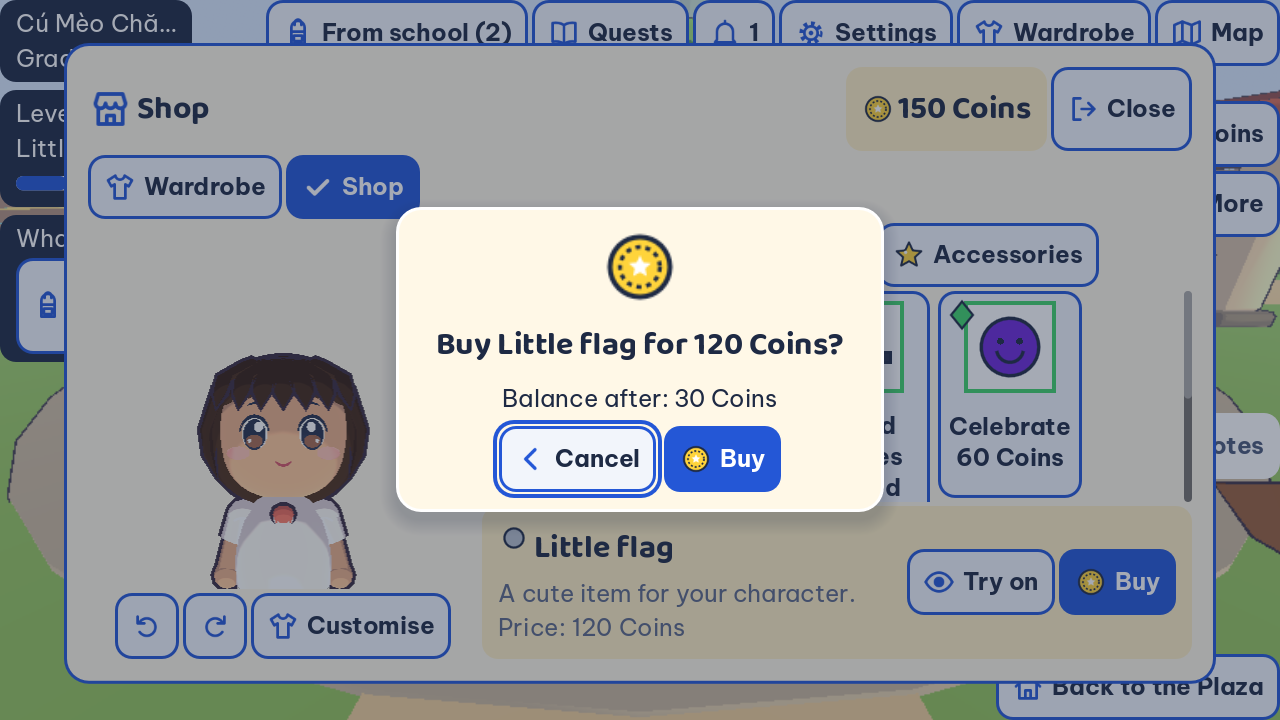 Cú Mèo Chă...
From school (2)
Quests
1
Settings
Wardrobe
Map
Shop
150 Coins
Close
Wardrobe
Shop
Accessories
Buy Little flag for 120 Coins?
Balance after: 30 Coins
Cancel
Buy
Celebrate
60 Coins
Little flag
A cute item for your character.
Price: 120 Coins
Try on
Buy
Customise
Back to the Plaza